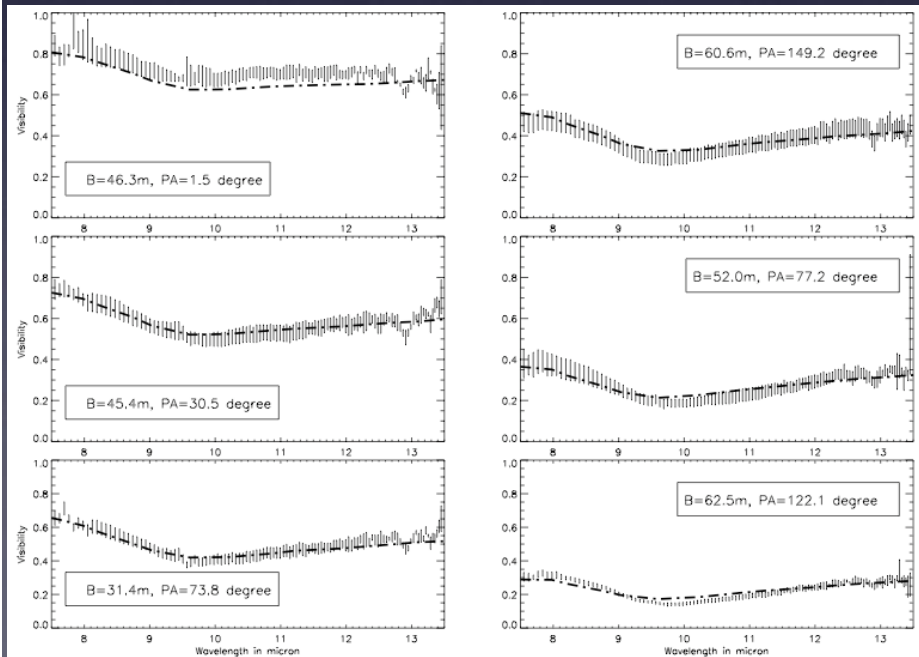 1.0
0.8
0.6
0.4
0.2
0.0
Visibility
B=46.3m, PA=1.5 degree
8 9 10 11 12 13
1.0
0.8
0.6
0.4
0.2
0.0
B=60.6m, PA=149.2 degree
8 9 10 11 12 13
1.0
0.8
0.6
0.4
0.2
0.0
Visibility
B=45.4m, PA=30.5 degree
8 9 10 11 12 13
1.0
0.8
0.6
0.4
0.2
0.0
B=52.0m, PA=77.2 degree
8 9 10 11 12 13
1.0
0.8
0.6
0.4
0.2
0.0
Visibility
B=31.4m, PA=73.8 degree
8 9 10 11 12 13
Wavelength in micron
1.0
0.8
0.6
0.4
0.2
0.0
B=62.5m, PA=122.1 degree
8 9 10 11 12 13
Wavelength in micron